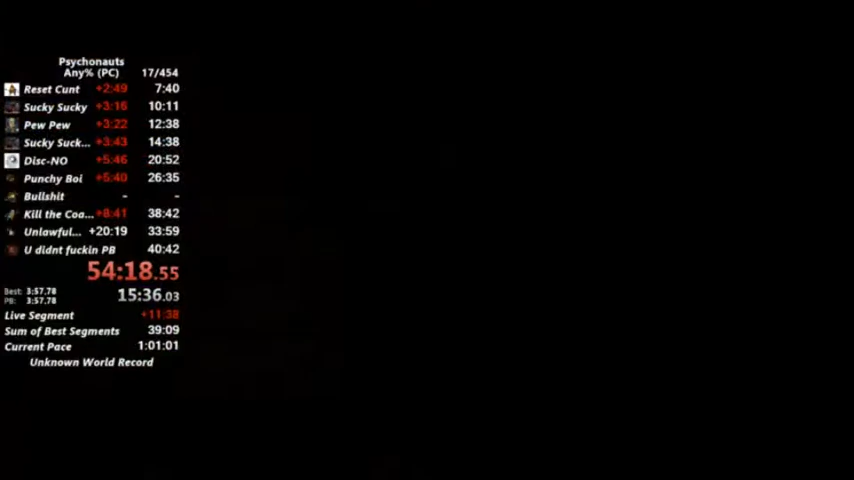 Psychonauts
Any% (PC) 17/454
Reset Cunt +2:49 7:40
Sucky Sucky +3:16 10:11
Pew Pew +3:22 12:38
Sucky Suck... +3:43 14:38
Disc-NO +5:46 20:52
Punchy Boi +5:40 26:35
Bullshit - -
Kill the Coa... +8:41 38:42
Unlawful... +20:19 33:59
U didnt fuckin PB 40:42
54:18.55
Best: 3:57.78
PB: 3:57.78
15:36.03
Live Segment +11:38
Sum of Best Segments 39:09
Current Pace 1:01:01
Unknown World Record